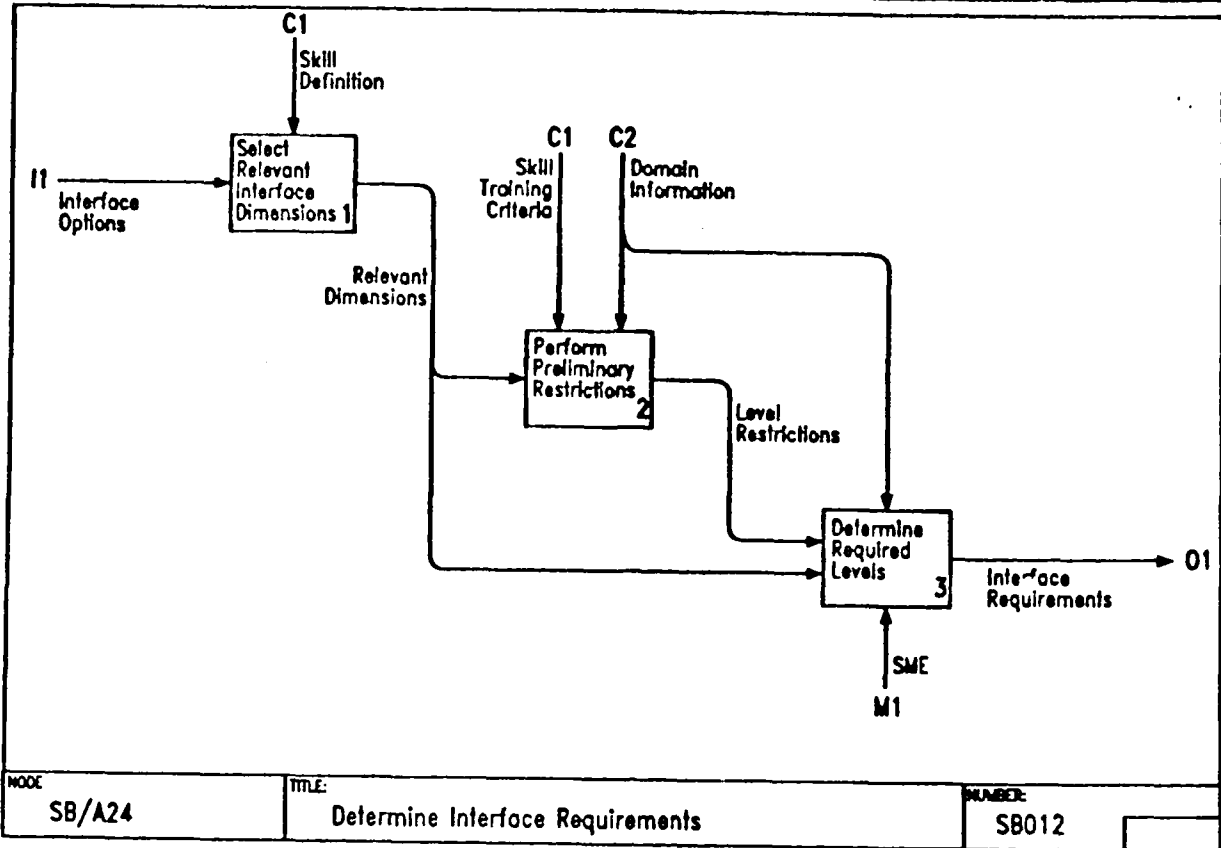 C1
Skill
Definition
Select
Relevant
Interface
Dimensions 1
I1
Interface
Options
C1
C2
Skill
Training
Criteria
Domain
Information
Relevant
Dimensions
Perform
Preliminary
Restrictions
2
Level
Restrictions
Determine
Required
Levels
3
O1
Interface
Requirements
SME
M1
NODE
SB/A24
TITLE:
Determine Interface Requirements
NUMBER:
SB012